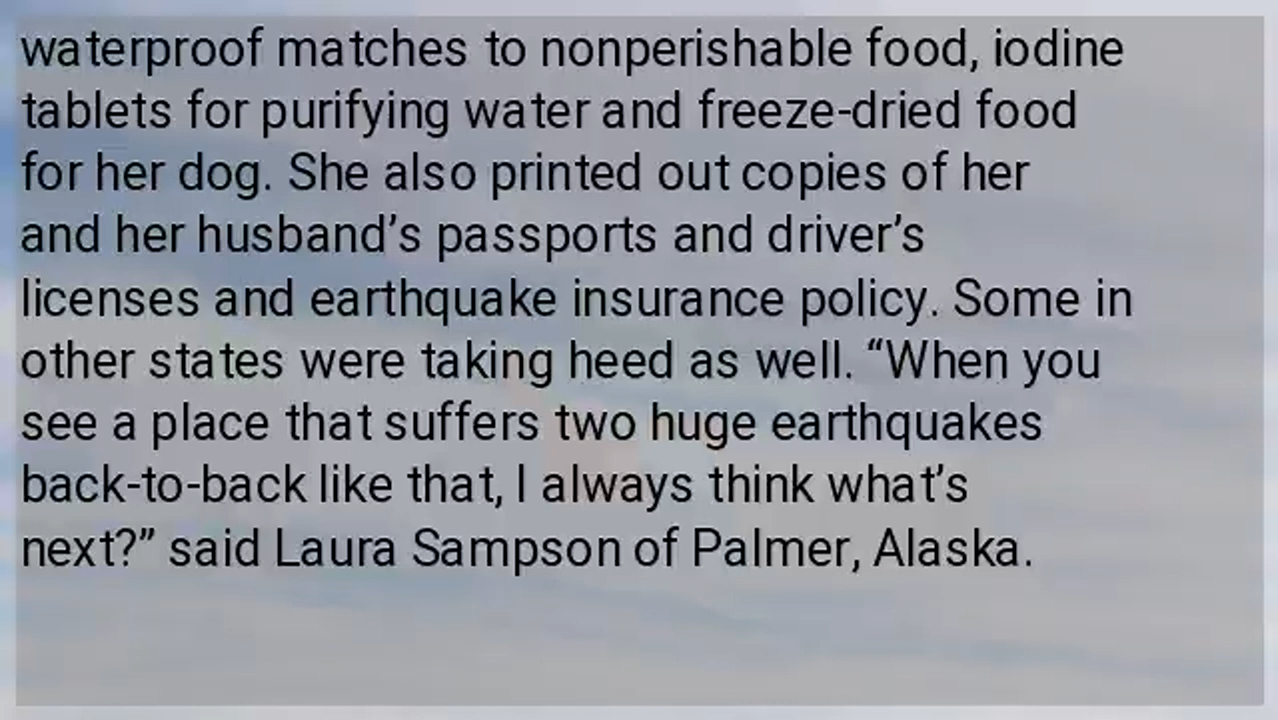 waterproof matches to nonperishable food, iodine
tablets for purifying water and freeze-dried food
for her dog. She also printed out copies of her
and her husband’s passports and driver’s
licenses and earthquake insurance policy. Some in
other states were taking heed as well. “When you
see a place that suffers two huge earthquakes
back-to-back like that, I always think what’s
next?” said Laura Sampson of Palmer, Alaska.